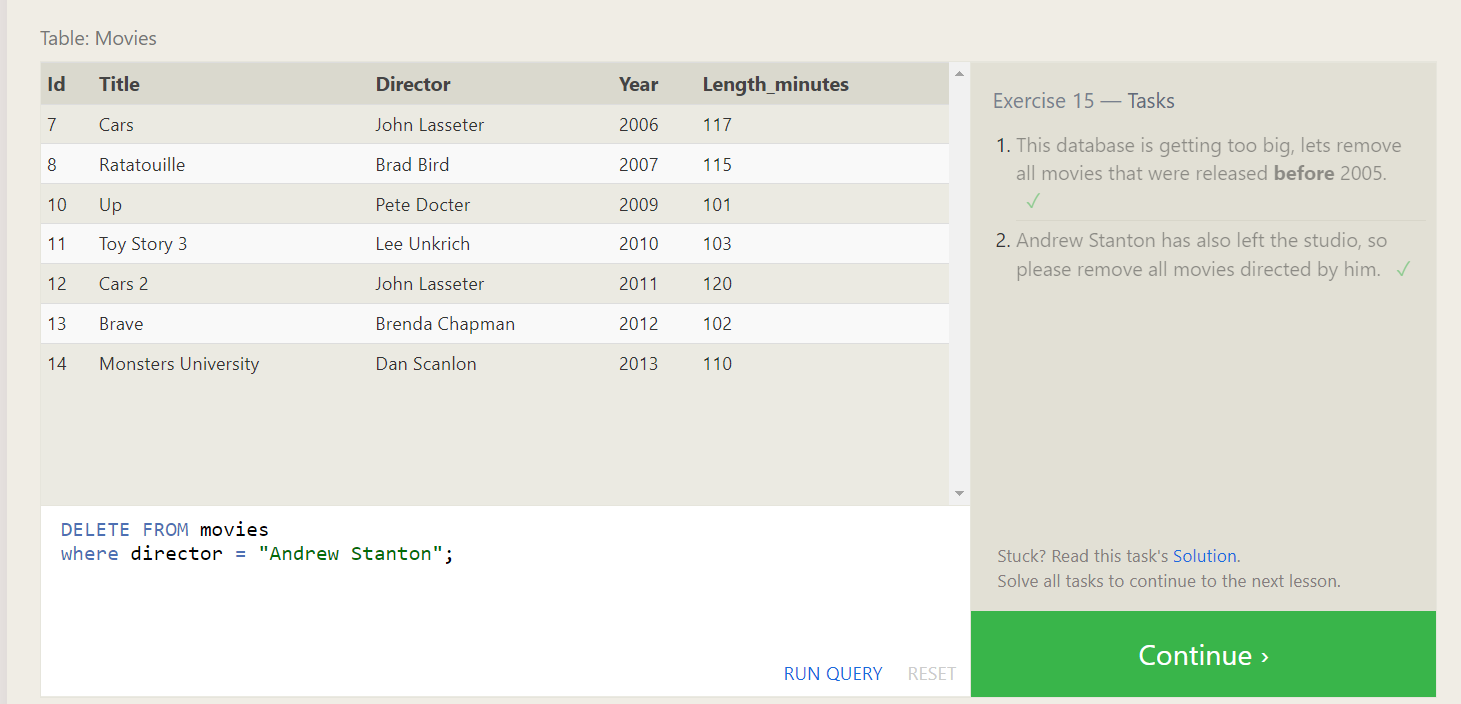 Table: Movies
Id Title Director Year Length_minutes
7 Cars John Lasseter 2006 117
8 Ratatouille Brad Bird 2007 115
10 Up Pete Docter 2009 101
11 Toy Story 3 Lee Unkrich 2010 103
12 Cars 2 John Lasseter 2011 120
13 Brave Brenda Chapman 2012 102
14 Monsters University Dan Scanlon 2013 110
DELETE FROM movies
where director = "Andrew Stanton";
RUN QUERY RESET
Exercise 15 — Tasks
1. This database is getting too big, lets remove
all movies that were released before 2005.
✓
2. Andrew Stanton has also left the studio, so
please remove all movies directed by him. ✓
Stuck? Read this task's Solution.
Solve all tasks to continue to the next lesson.
Continue ›